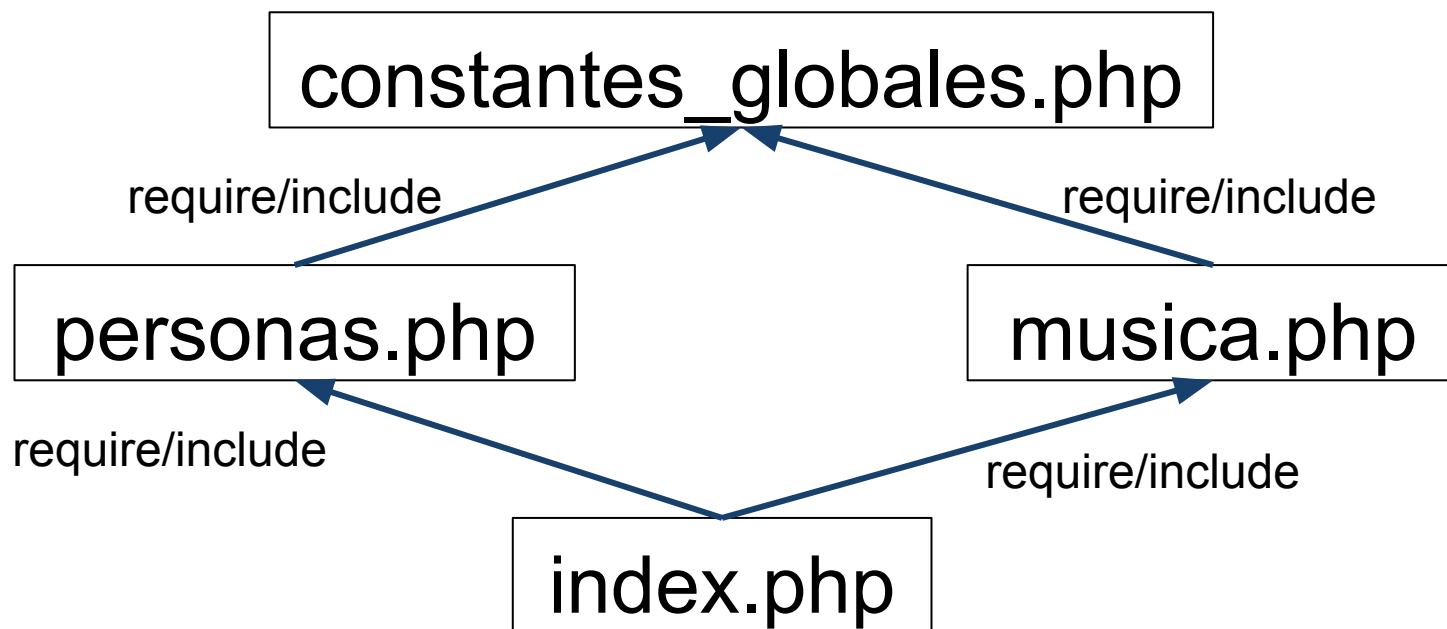 constantes_globales.php
require/include
require/include
personas.php
musica.php
require/include
require/include
index.php